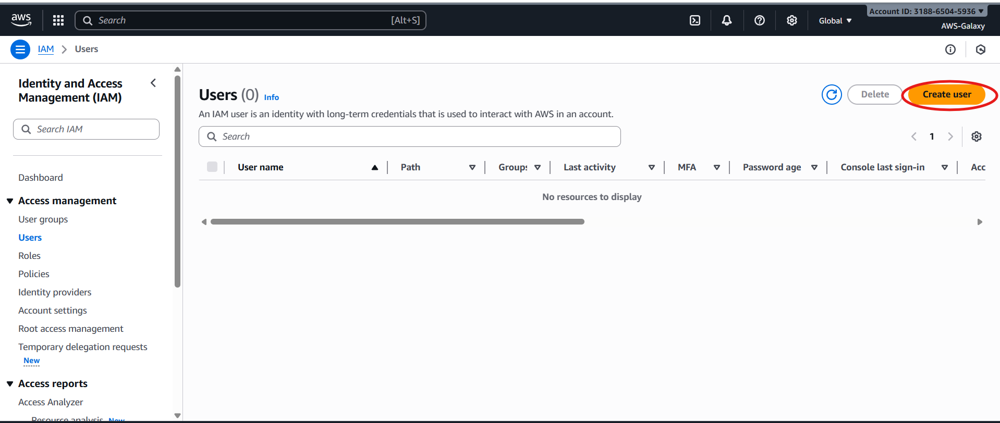 aws
Search [Alt+S]
Global
Account ID: 3188-6504-5936
AWS-Galaxy
IAM Users
Identity and Access
Management (IAM)
Search IAM
Dashboard
Access management
User groups
Users
Roles
Policies
Identity providers
Account settings
Root access management
Temporary delegation requests
New
Access reports
Access Analyzer
Resource analysis New
Users (0) Info
Delete
Create user
An IAM user is an identity with long-term credentials that is used to interact with AWS in an account.
Search
1
User name Path Groups Last activity MFA Password age Console last sign-in Acc
No resources to display